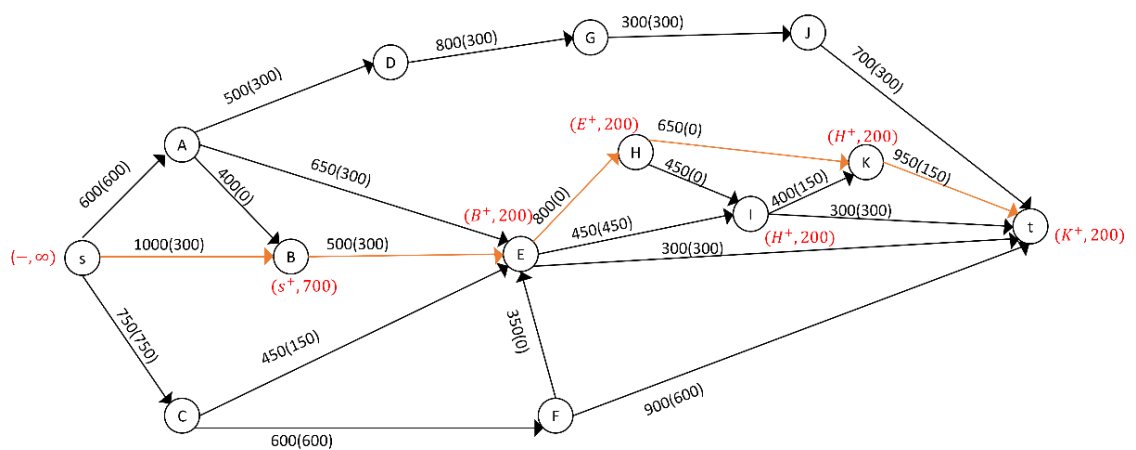 300(300)
J
G
800(300)
D
700(300)
500(300)
(E⁺, 200)
650(0)
(H⁺, 200)
A
H
K
950(150)
650(300)
450(0)
600(600)
400(0)
800(0)
400(150)
(B⁺, 200)
I
300(300)
450(450)
t
(−, ∞)
s
1000(300)
B
500(300)
E
(H⁺, 200)
(K⁺, 200)
300(300)
(s⁺, 700)
750(750)
350(0)
450(150)
C
F
900(600)
600(600)